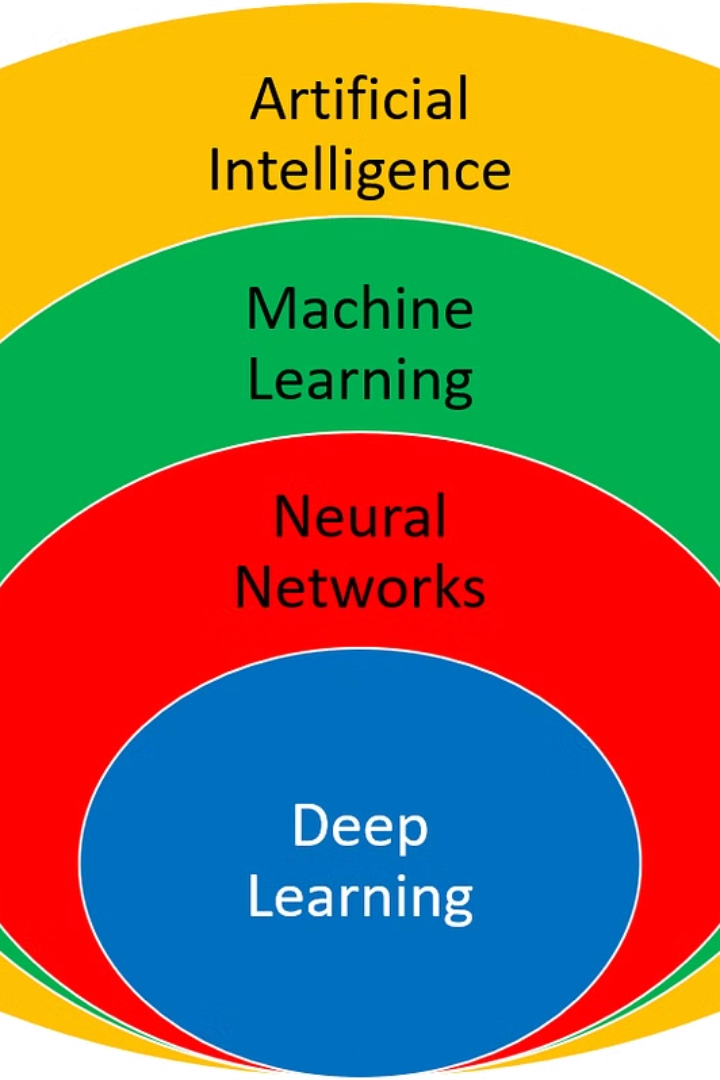 Artificial
Intelligence
Machine
Learning
Neural
Networks
Deep
Learning